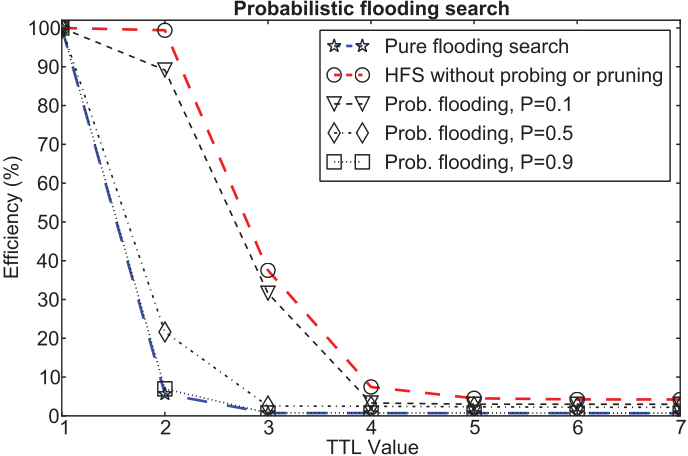 Probabilistic flooding search
100
90
80
70
60
50
40
30
20
10
0
Efficiency (%)
Pure flooding search
HFS without probing or pruning
Prob. flooding, P=0.1
Prob. flooding, P=0.5
Prob. flooding, P=0.9
1 2 3 4 5 6 7
TTL Value